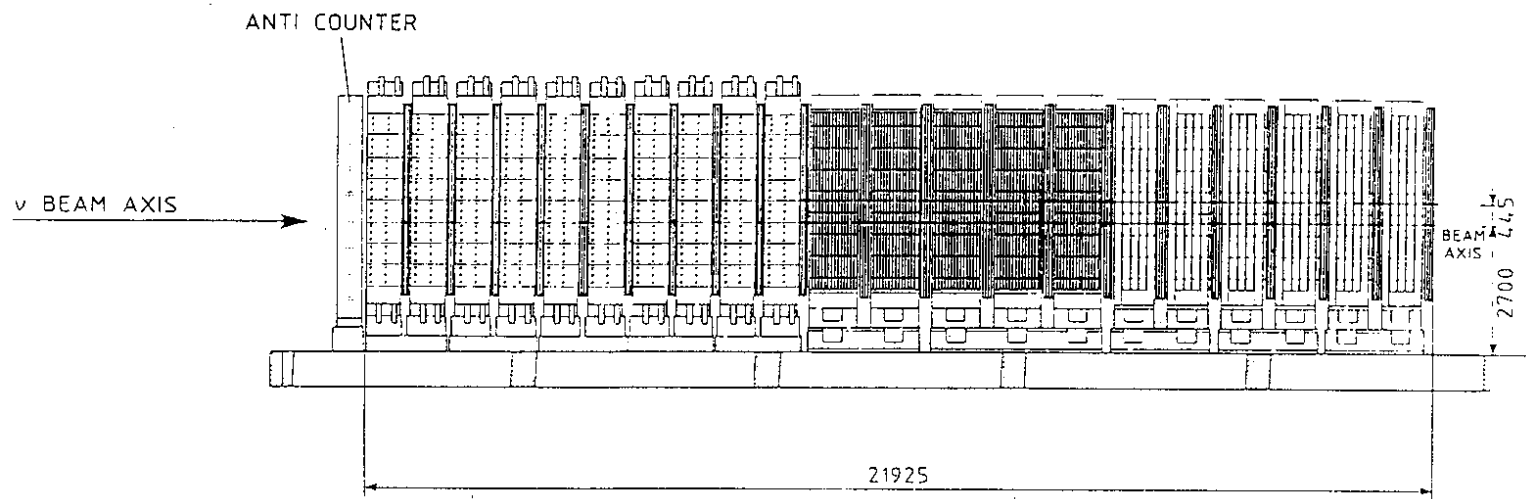 ANTI COUNTER
ν BEAM AXIS
445
BEAM
AXIS
2700
21925